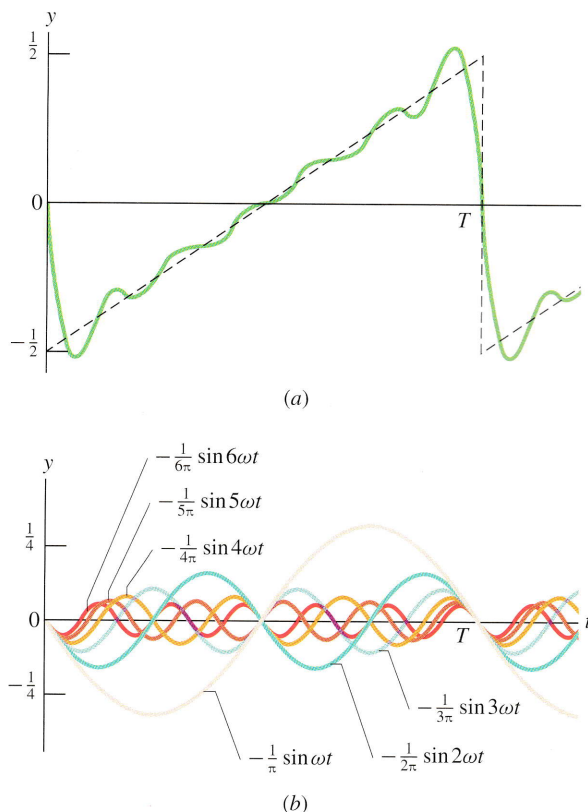 y
1/2
0
T
-1/2
(a)
y
-1/6π sin 6ωt
-1/5π sin 5ωt
1/4
-1/4π sin 4ωt
0
T
t
-1/4
-1/3π sin 3ωt
-1/π sin ωt
-1/2π sin 2ωt
(b)